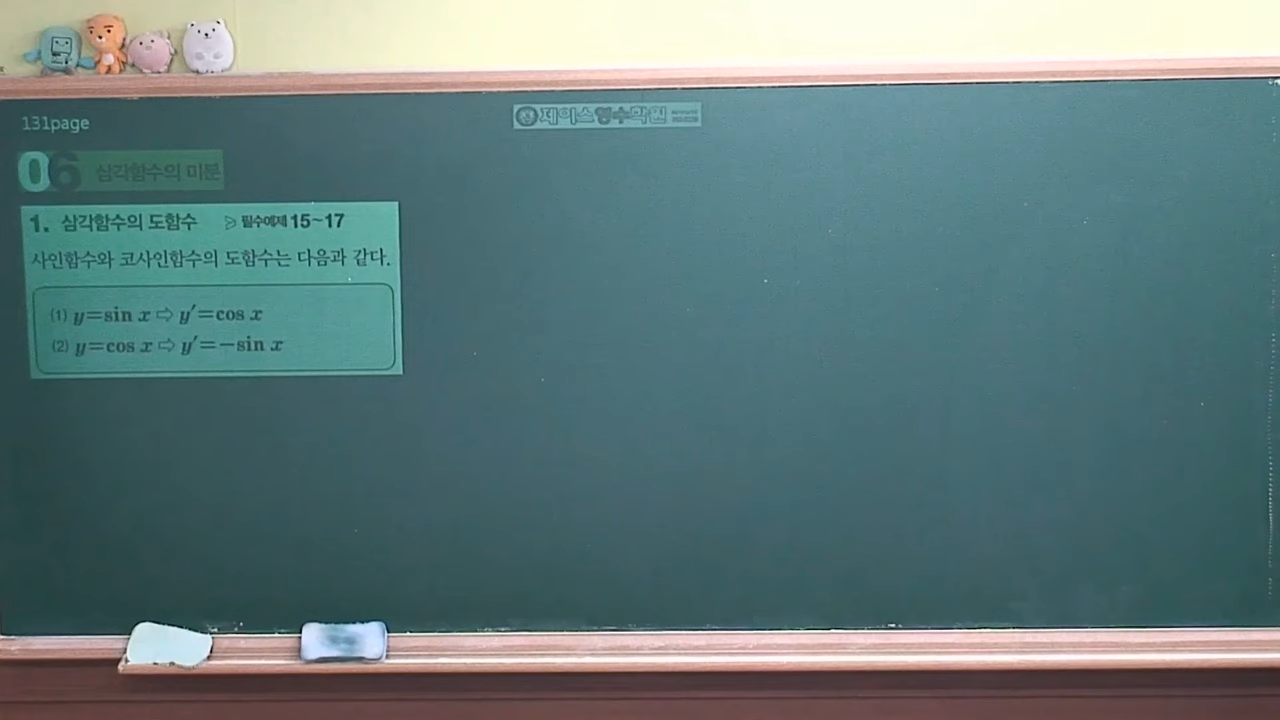 131page
제이스영수학원
06 삼각함수의 미분
1. 삼각함수의 도함수 ▷ 필수예제 15~17
사인함수와 코사인함수의 도함수는 다음과 같다.
(1) y=sin x ⇨ y′=cos x
(2) y=cos x ⇨ y′=-sin x